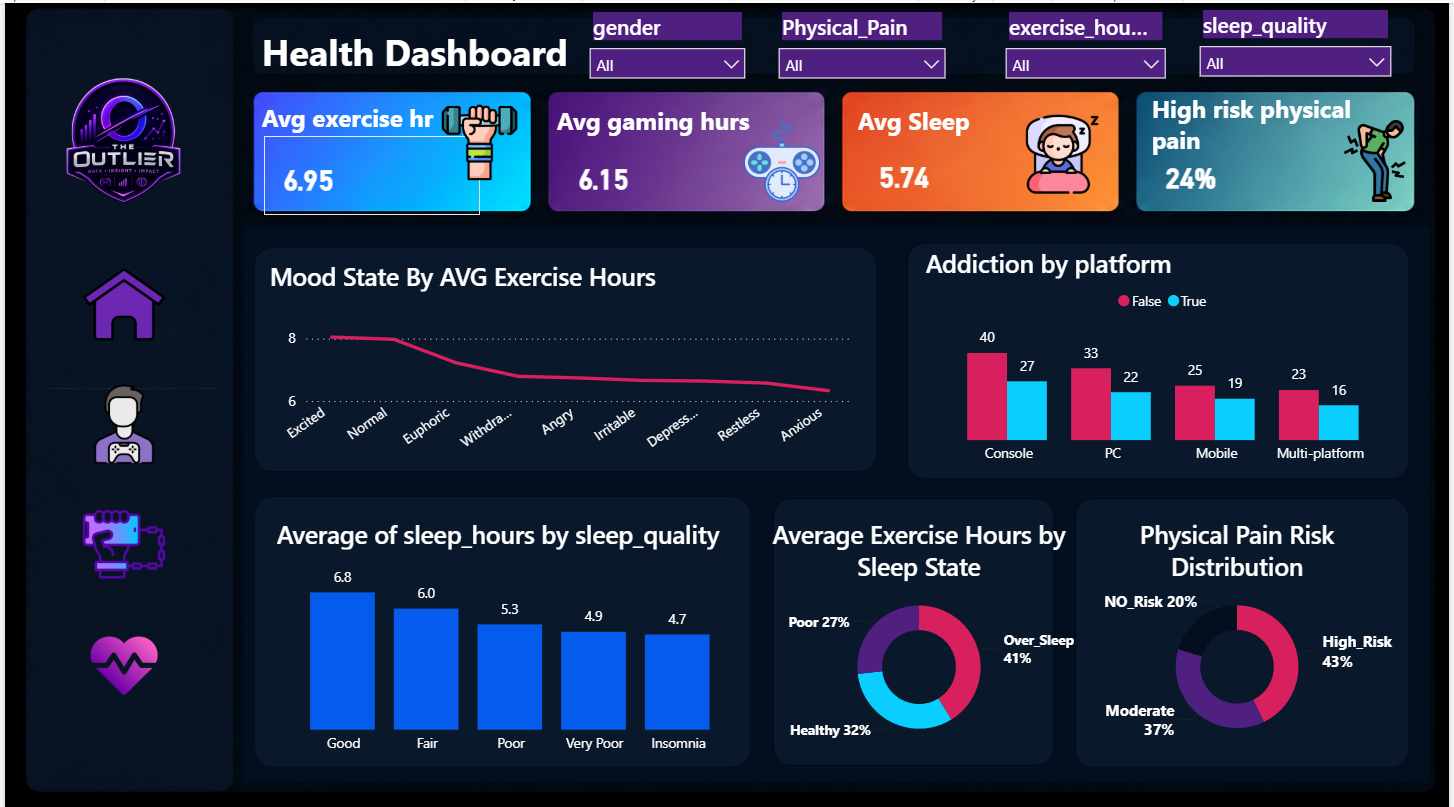 Health Dashboard
gender
All
Physical_Pain
All
exercise_hou...
All
sleep_quality
All
THE
OUTLIER
DATA • INSIGHT • IMPACT
Avg exercise hr
6.95
Avg gaming hurs
6.15
Avg Sleep
5.74
z
z
High risk physical
pain
24%
Mood State By AVG Exercise Hours
8
6
Excited
Normal
Euphoric
Withdra...
Angry
Irritable
Depress...
Restless
Anxious
Addiction by platform
False True
40
27
33
22
25
19
23
16
Console
PC
Mobile
Multi-platform
Average of sleep_hours by sleep_quality
6.8
6.0
5.3
4.9
4.7
Good
Fair
Poor
Very Poor
Insomnia
Average Exercise Hours by
Sleep State
Poor 27%
Over_Sleep
41%
Healthy 32%
Physical Pain Risk
Distribution
NO_Risk 20%
High_Risk
43%
Moderate
37%